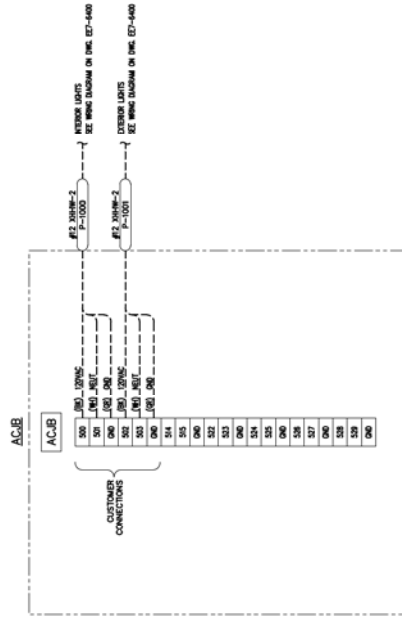 ACJB
ACJB
(BK) 120VAC
(WH) NEUT
(GR) GND
(BK) 120VAC
(WH) NEUT
(GR) GND
500
501
GND
502
503
GND
514
515
GND
522
523
GND
524
525
GND
526
527
GND
528
529
GND
CUSTOMER
CONNECTIONS
#12 XHHW-2
P-1000
INTERIOR LIGHTS
SEE WIRING DIAGRAM ON DWG. EE7-6400
#12 XHHW-2
P-1001
EXTERIOR LIGHTS
SEE WIRING DIAGRAM ON DWG. EE7-6400